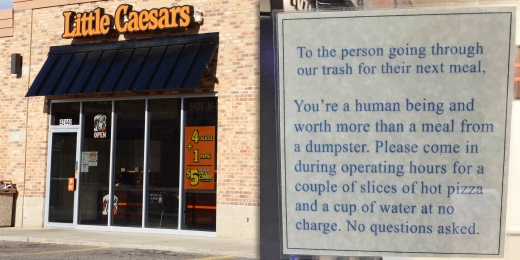 Little Caesars
OPEN
4
+1
$5
To the person going through
our trash for their next meal,
You're a human being and
worth more than a meal from
a dumpster. Please come in
during operating hours for a
couple of slices of hot pizza
and a cup of water at no
charge. No questions asked.